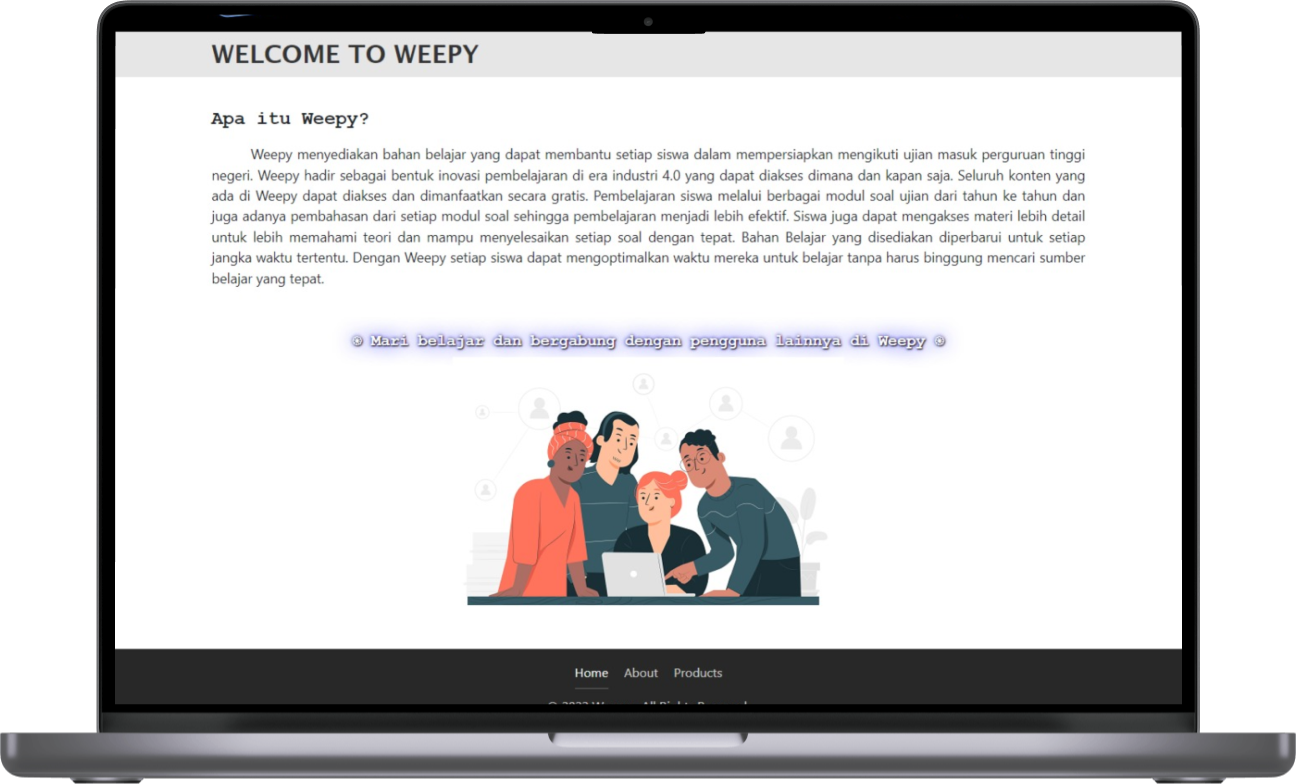 WELCOME TO WEEPY
Apa itu Weepy?
Weepy menyediakan bahan belajar yang dapat membantu setiap siswa dalam mempersiapkan mengikuti ujian masuk perguruan tinggi
negeri. Weepy hadir sebagai bentuk inovasi pembelajaran di era industri 4.0 yang dapat diakses dimana dan kapan saja. Seluruh konten yang
ada di Weepy dapat diakses dan dimanfaatkan secara gratis. Pembelajaran siswa melalui berbagai modul soal ujian dari tahun ke tahun dan
juga adanya pembahasan dari setiap modul soal sehingga pembelajaran menjadi lebih efektif. Siswa juga dapat mengakses materi lebih detail
untuk lebih memahami teori dan mampu menyelesaikan setiap soal dengan tepat. Bahan Belajar yang disediakan diperbarui untuk setiap
jangka waktu tertentu. Dengan Weepy setiap siswa dapat mengoptimalkan waktu mereka untuk belajar tanpa harus binggung mencari sumber
belajar yang tepat.
Mari belajar dan bergabung dengan pengguna lainnya di Weepy
Home About Products